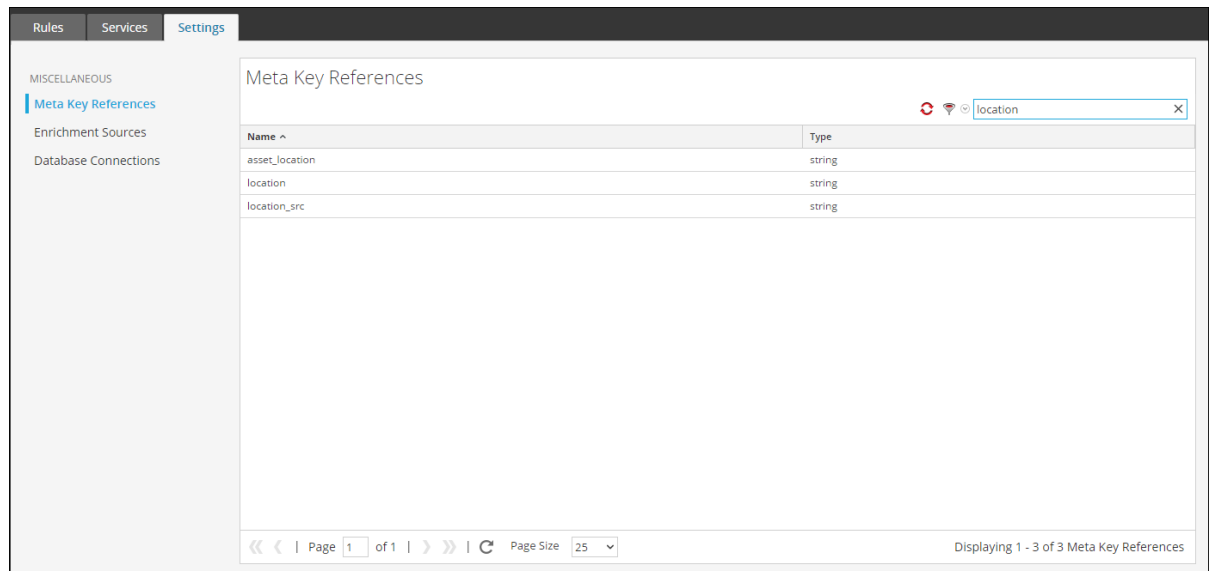 Rules Services Settings
MISCELLANEOUS
Meta Key References
Enrichment Sources
Database Connections
Meta Key References
location
Name Type
asset_location string
location string
location_src string
Page 1 of 1 Page Size 25 Displaying 1 - 3 of 3 Meta Key References